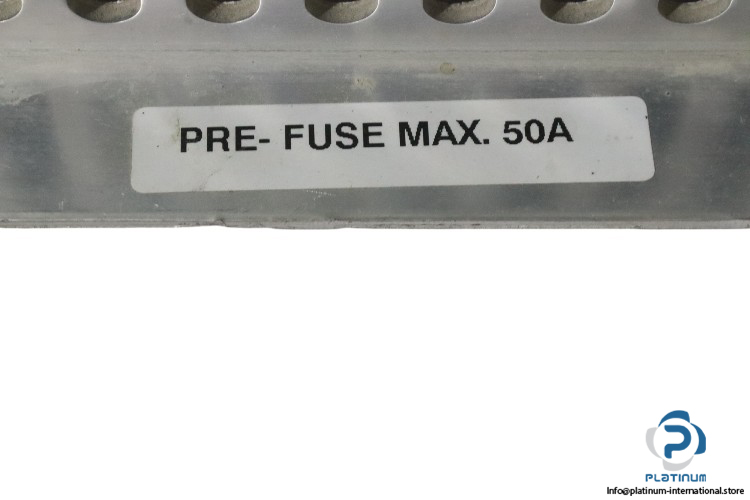 PRE- FUSE MAX. 50A
PLATINUM
Info@platinum-international.store